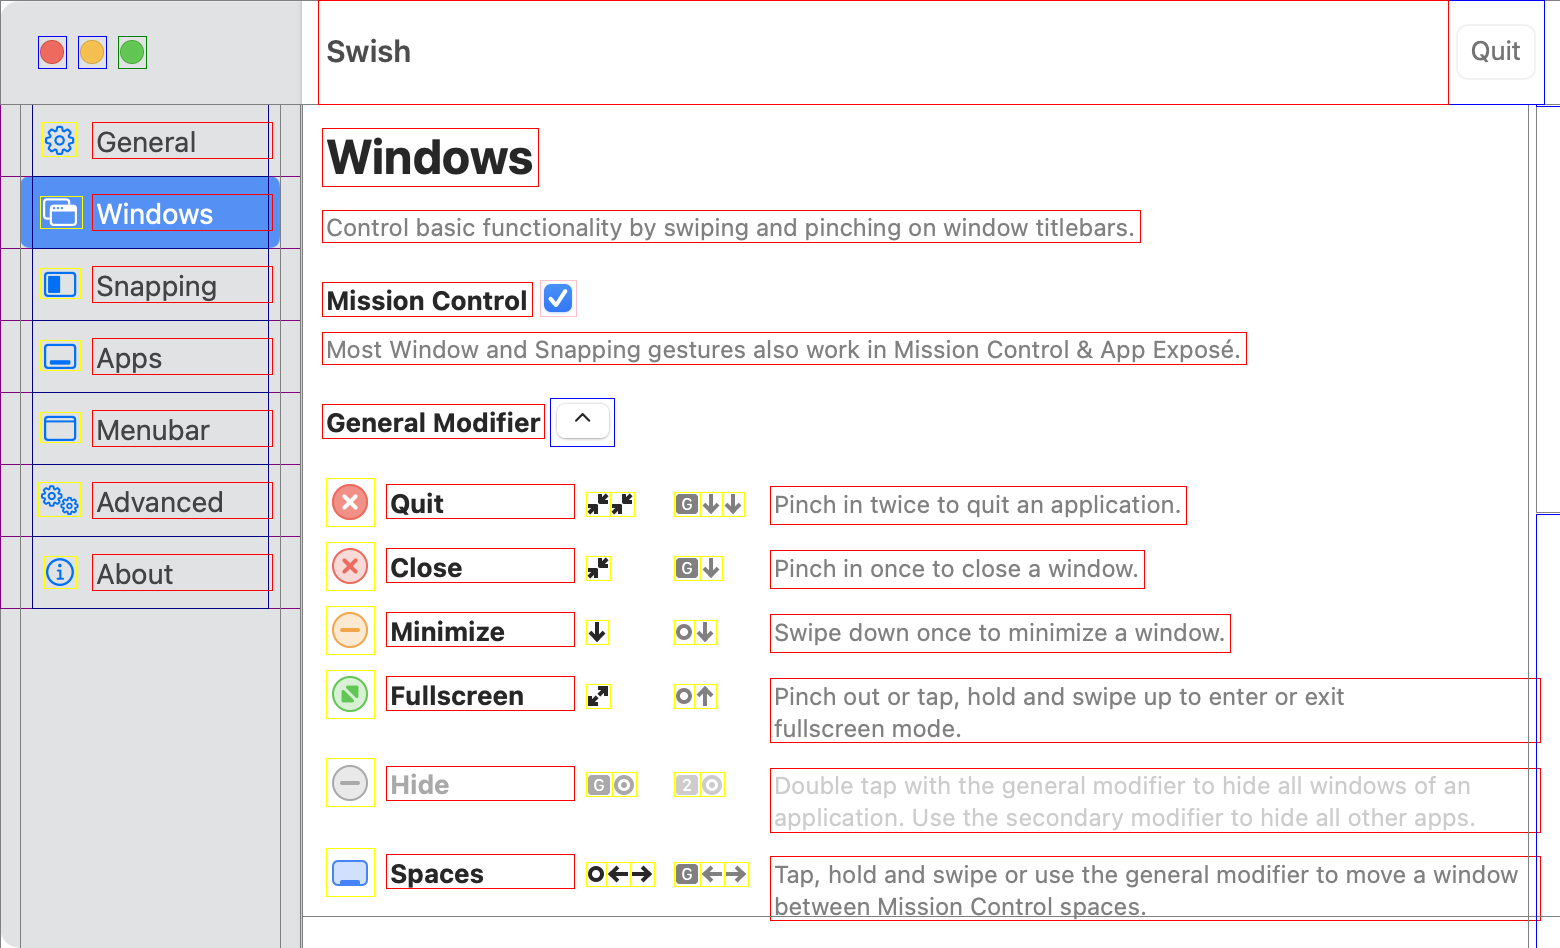 Swish
Quit
General
Windows
Snapping
Apps
Menubar
Advanced
About
Windows
Control basic functionality by swiping and pinching on window titlebars.
Mission Control
Most Window and Snapping gestures also work in Mission Control & App Exposé.
General Modifier
Quit G Pinch in twice to quit an application.
Close G Pinch in once to close a window.
Minimize Swipe down once to minimize a window.
Fullscreen Pinch out or tap, hold and swipe up to enter or exit
fullscreen mode.
Hide G 2 Double tap with the general modifier to hide all windows of an
application. Use the secondary modifier to hide all other apps.
Spaces G Tap, hold and swipe or use the general modifier to move a window
between Mission Control spaces.